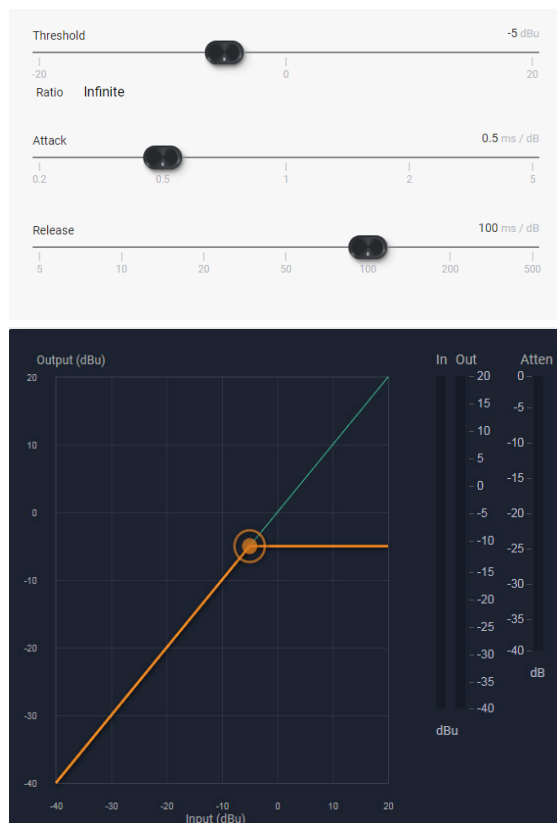 Threshold -5 dBu
-20 0 20
Ratio Infinite
Attack 0.5 ms / dB
0.2 0.5 1 2 5
Release 100 ms / dB
5 10 20 50 100 200 500
Output (dBu)
20
10
0
-10
-20
-30
-40
-40 -30 -20 -10 0 10 20
Input (dBu)
In Out
20
15
10
5
0
-5
-10
-15
-20
-25
-30
-35
-40
dBu
Atten
0
-5
-10
-15
-20
-25
-30
-35
-40
dB